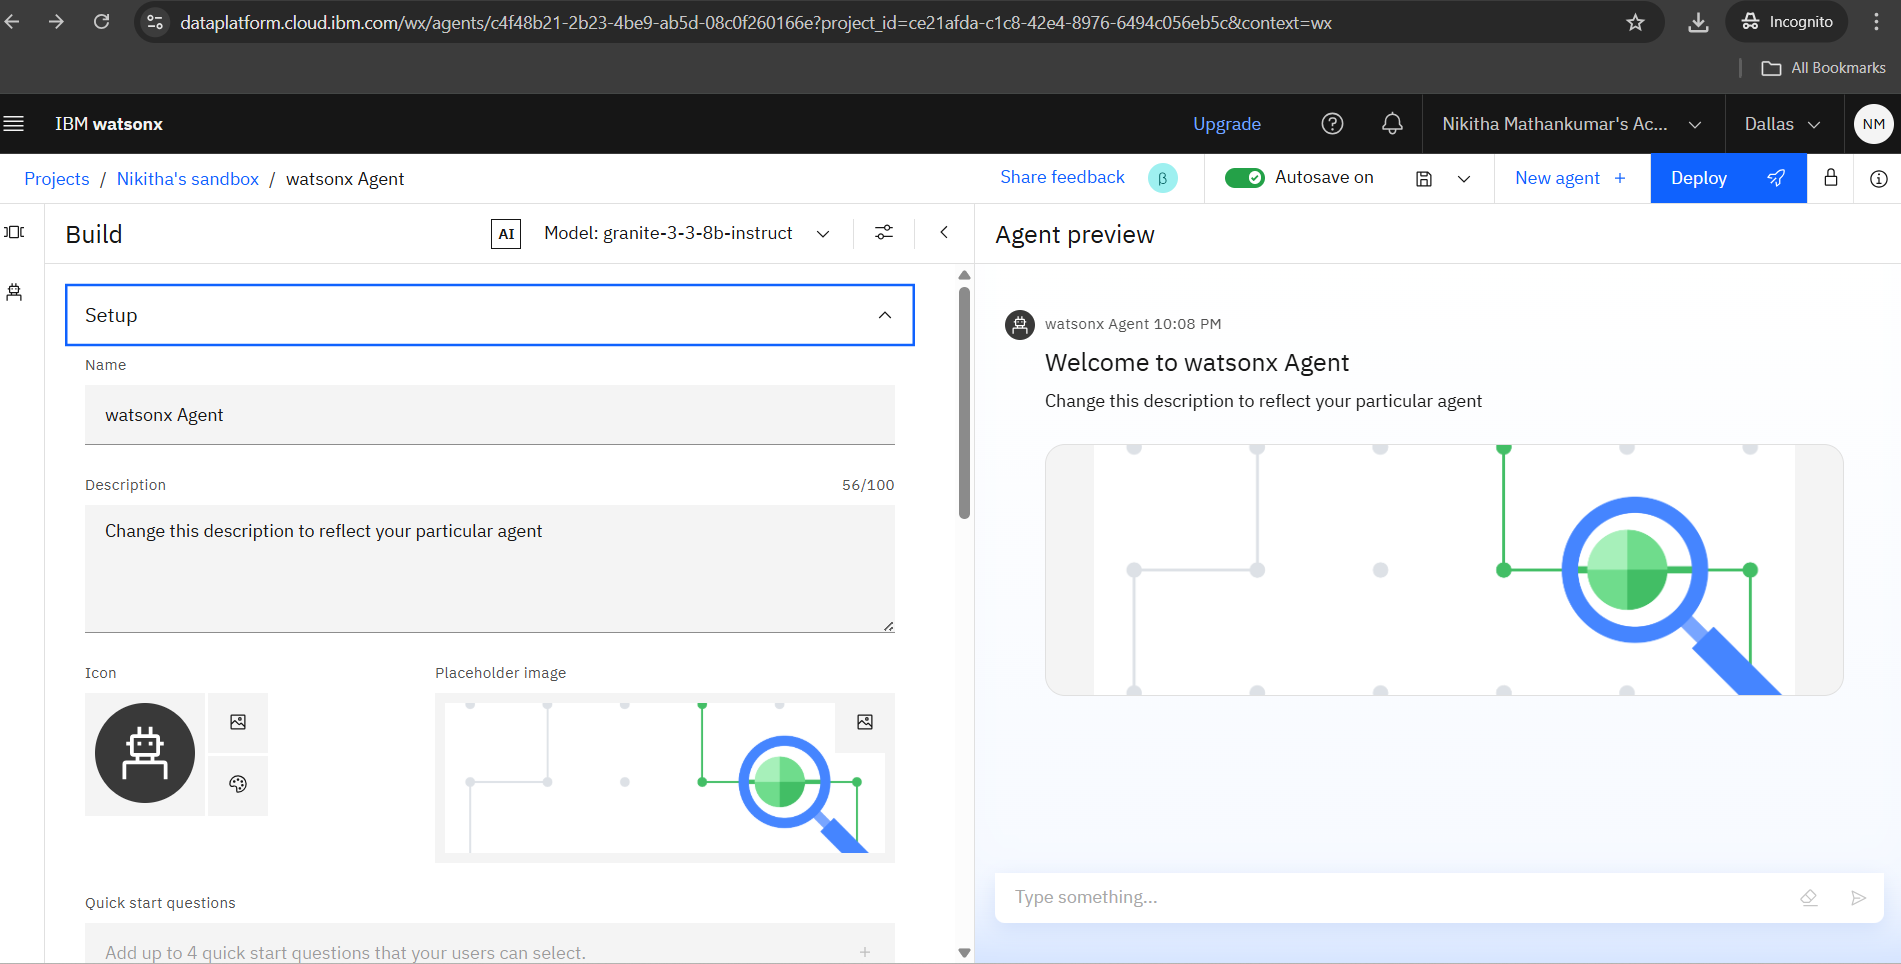 dataplatform.cloud.ibm.com/wx/agents/c4f48b21-2b23-4be9-ab5d-08c0f260166e?project_id=ce21afda-c1c8-42e4-8976-6494c056eb5c&context=wx
Incognito
All Bookmarks
IBM watsonx
Upgrade
Nikitha Mathankumar's Ac...
Dallas
NM
Projects / Nikitha's sandbox / watsonx Agent
Share feedback
β
Autosave on
New agent +
Deploy
Build
AI
Model: granite-3-3-8b-instruct
Setup
Name
watsonx Agent
Description
56/100
Change this description to reflect your particular agent
Icon
Placeholder image
Quick start questions
Add up to 4 quick start questions that your users can select.
Agent preview
watsonx Agent 10:08 PM
Welcome to watsonx Agent
Change this description to reflect your particular agent
Type something...